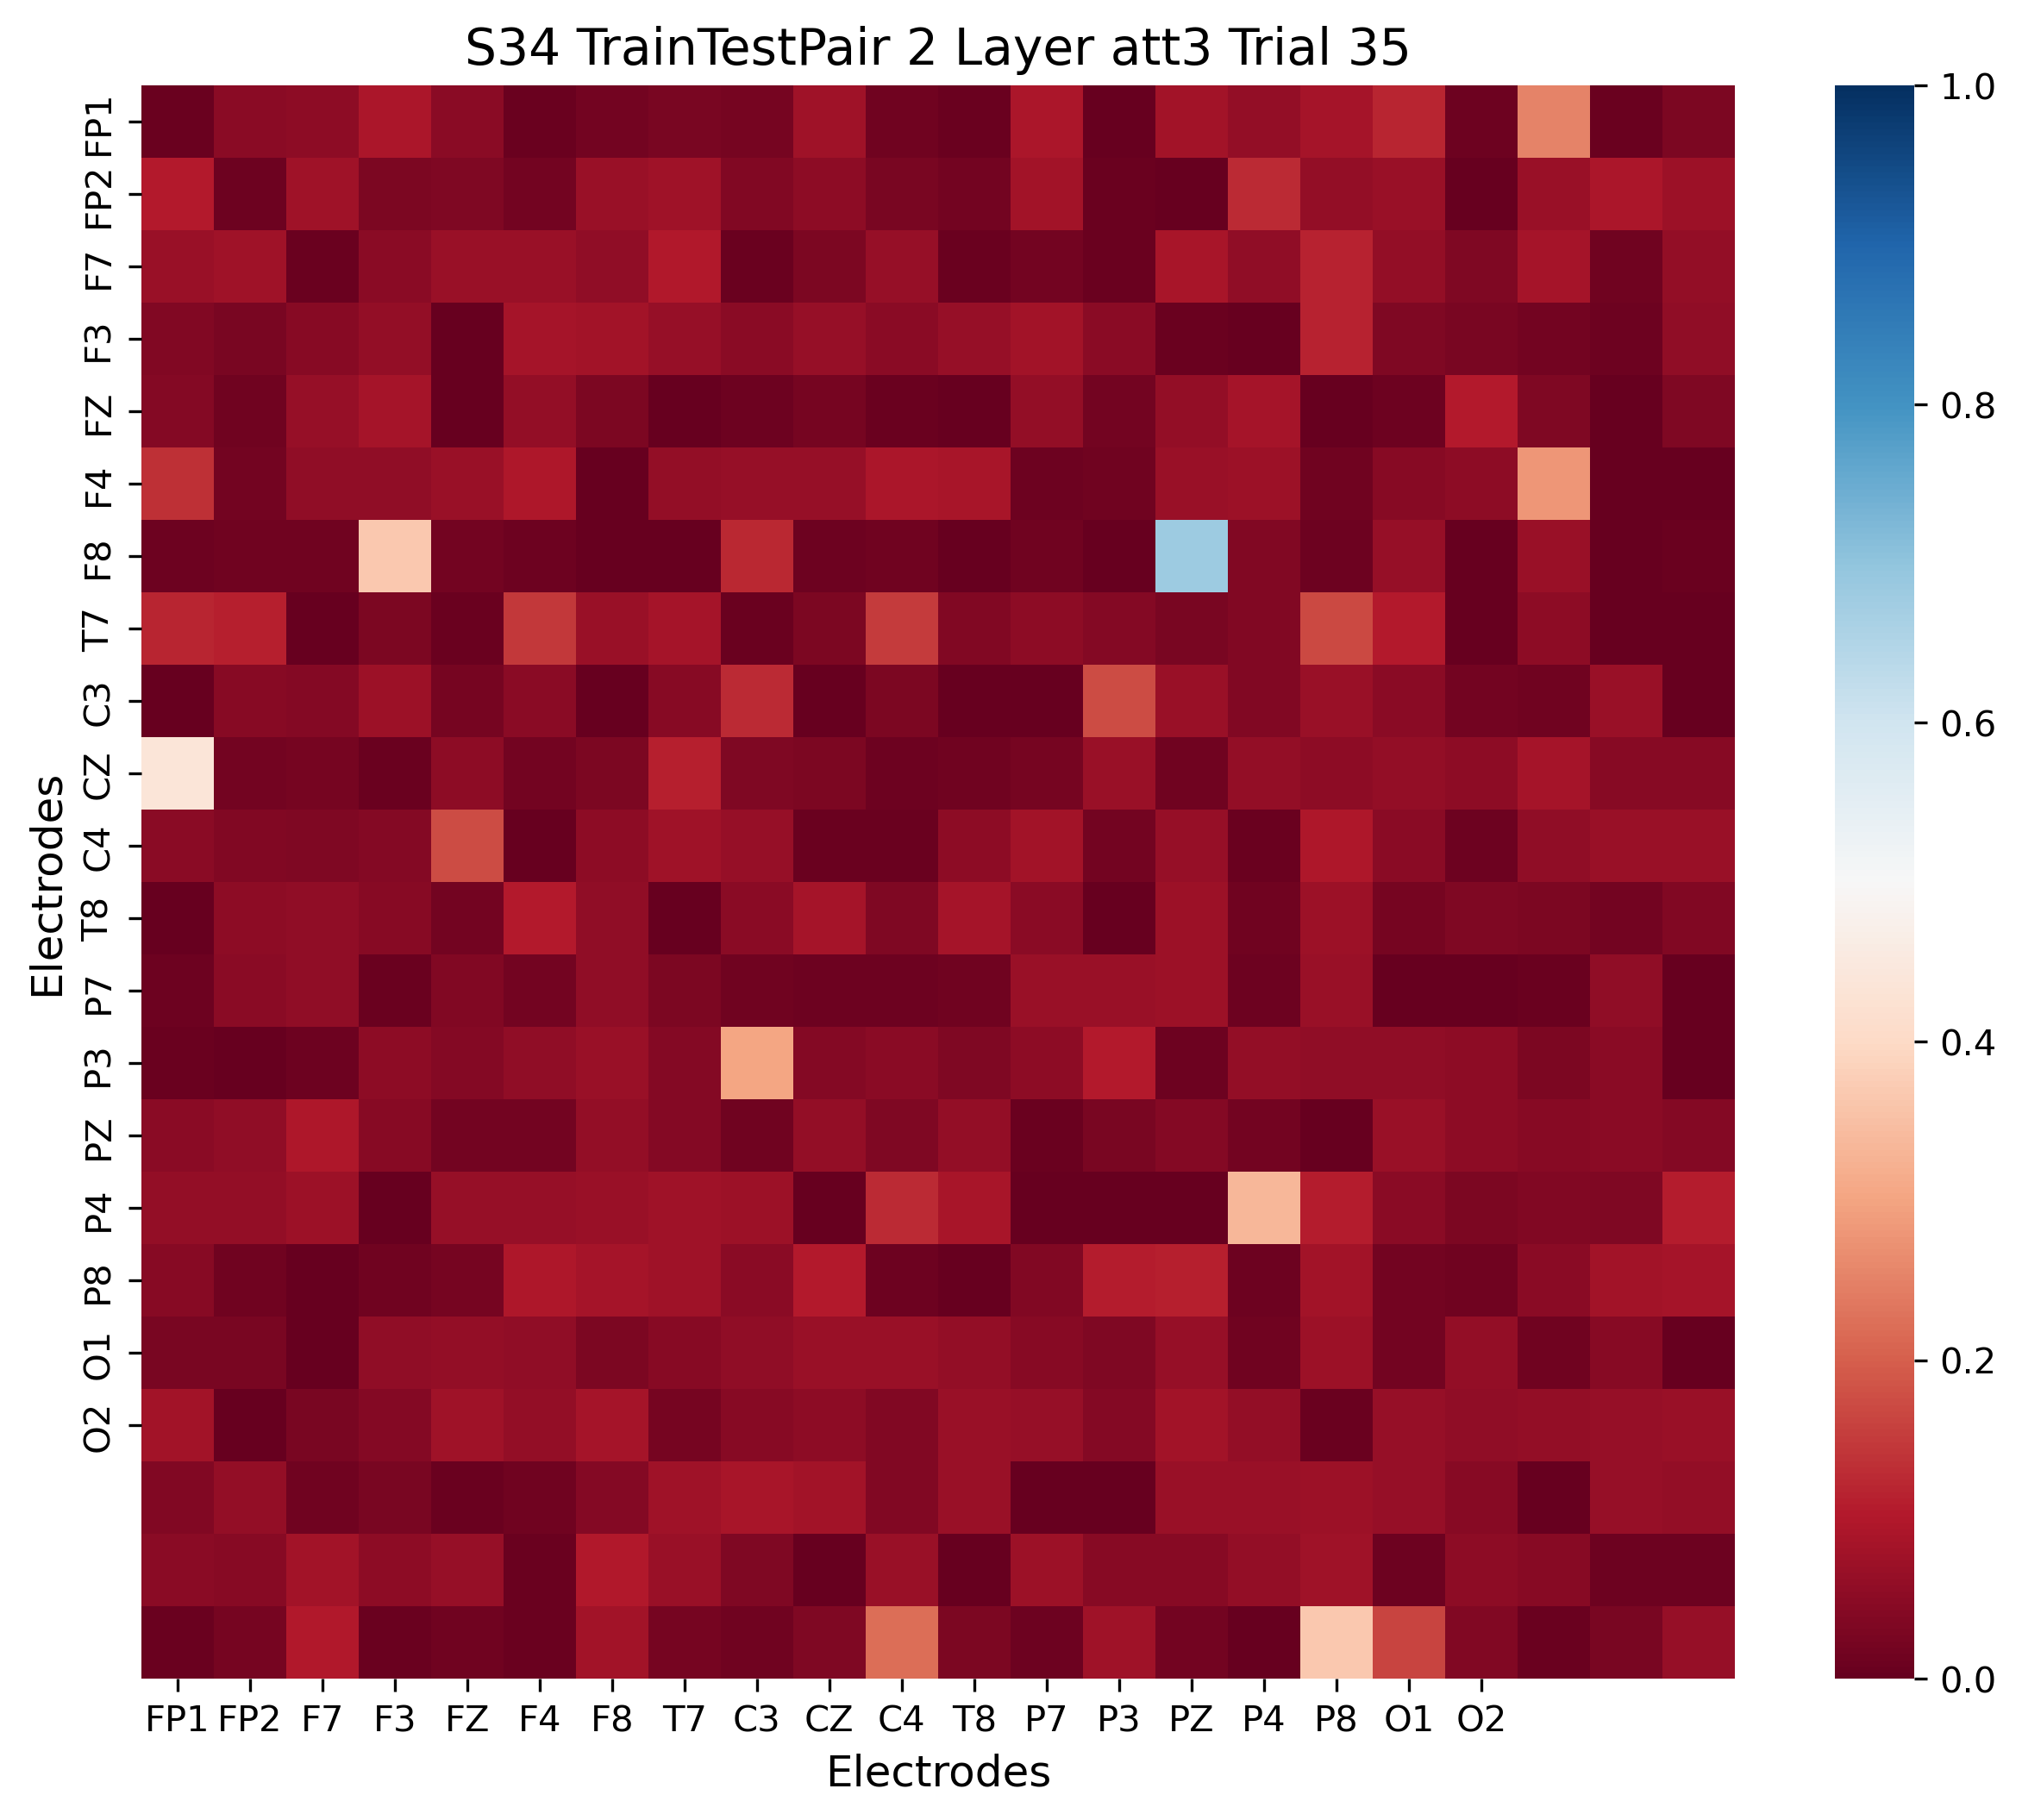 S34 TrainTestPair 2 Layer att3 Trial 35
Electrodes
FP1
FP2
F7
F3
FZ
F4
F8
T7
C3
CZ
C4
T8
P7
P3
PZ
P4
P8
O1
O2
1.0
0.8
0.6
0.4
0.2
0.0
FP1 FP2 F7 F3 FZ F4 F8 T7 C3 CZ C4 T8 P7 P3 PZ P4 P8 O1 O2
Electrodes